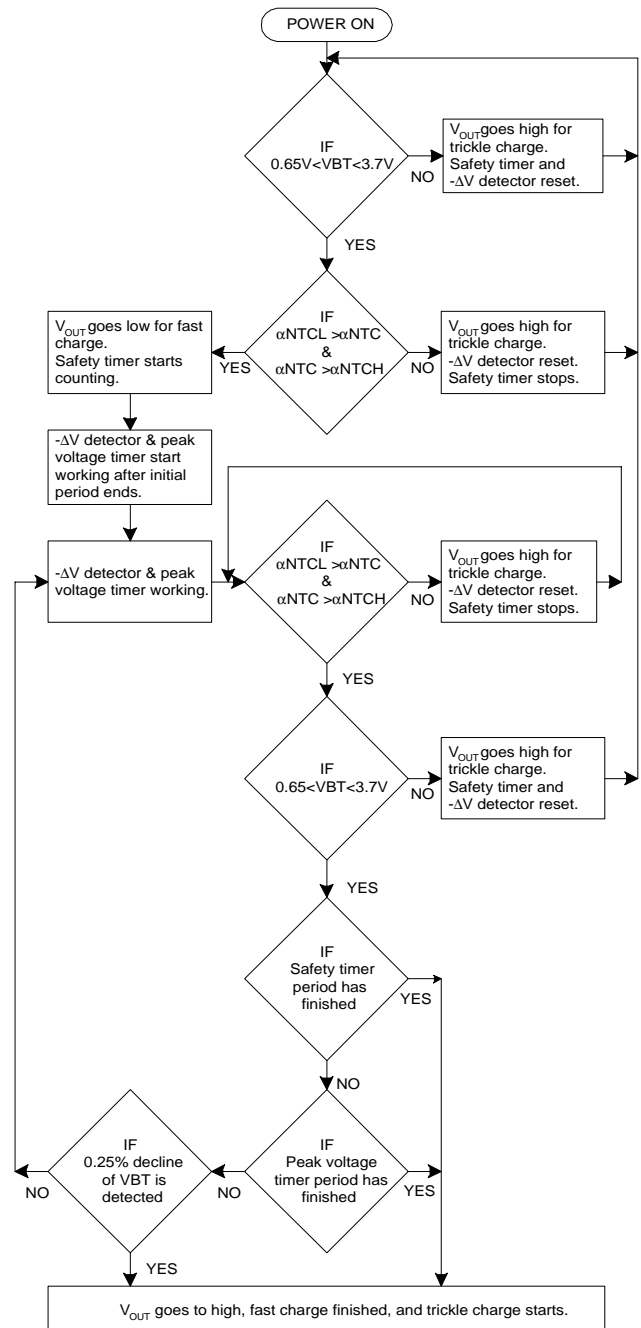 POWER ON
IF
0.65V<VBT<3.7V
NO
V_OUT goes high for
trickle charge.
Safety timer and
-ΔV detector reset.
YES
IF
αNTCL >αNTC
&
αNTC >αNTCH
YES
NO
V_OUT goes low for fast
charge.
Safety timer starts
counting.
V_OUT goes high for
trickle charge.
-ΔV detector reset.
Safety timer stops.
-ΔV detector & peak
voltage timer start
working after initial
period ends.
-ΔV detector & peak
voltage timer working.
IF
αNTCL >αNTC
&
αNTC >αNTCH
NO
V_OUT goes high for
trickle charge.
-ΔV detector reset.
Safety timer stops.
YES
IF
0.65<VBT<3.7V
NO
V_OUT goes high for
trickle charge.
Safety timer and
-ΔV detector reset.
YES
IF
Safety timer
period has
finished
YES
NO
IF
Peak voltage
timer period has
finished
YES
NO
IF
0.25% decline
of VBT is
detected
NO
YES
V_OUT goes to high, fast charge finished, and trickle charge starts.